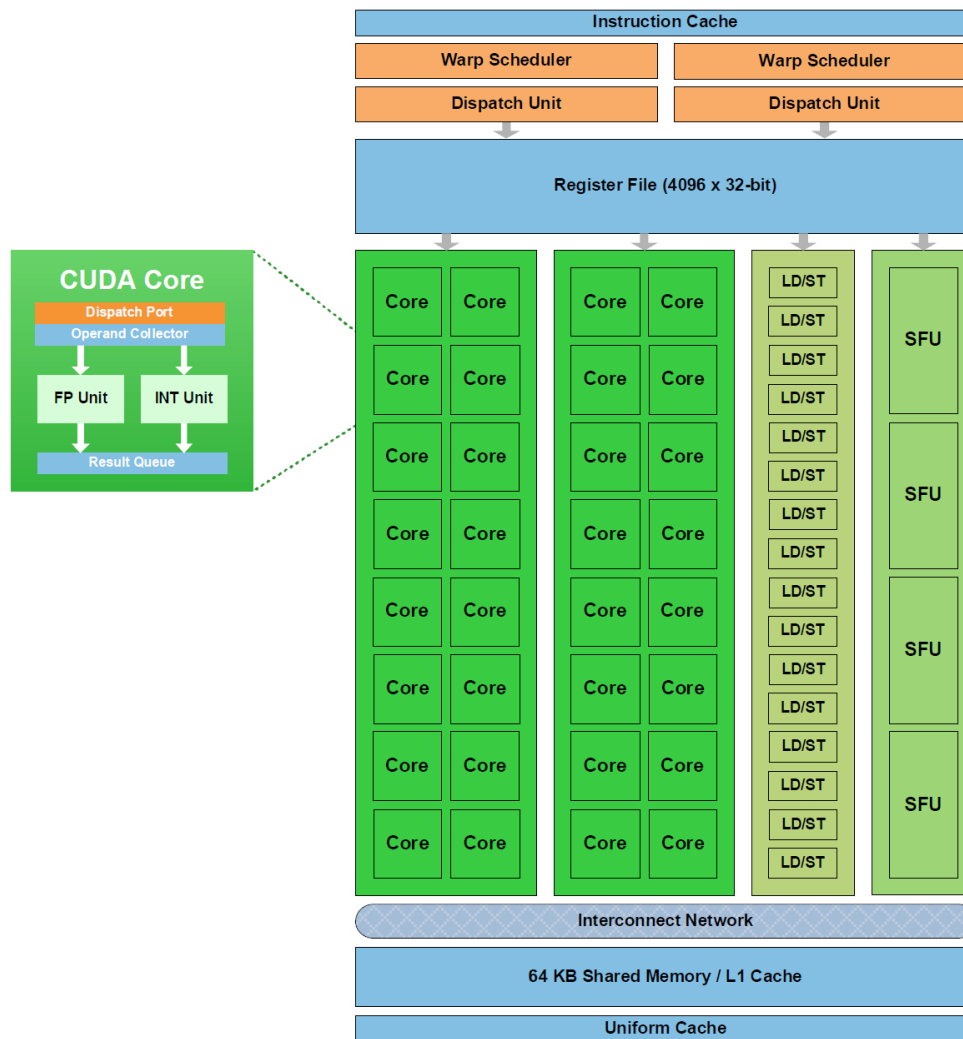 Instruction Cache
Warp Scheduler Warp Scheduler
Dispatch Unit Dispatch Unit
Register File (4096 x 32-bit)
CUDA Core
Dispatch Port
Operand Collector
FP Unit INT Unit
Result Queue
Core Core Core Core LD/ST
LD/ST
SFU
Core Core Core Core LD/ST
LD/ST
Core Core Core Core LD/ST
LD/ST
SFU
Core Core Core Core LD/ST
LD/ST
Core Core Core Core LD/ST
LD/ST
SFU
Core Core Core Core LD/ST
LD/ST
Core Core Core Core LD/ST
LD/ST
SFU
Core Core Core Core LD/ST
LD/ST
Interconnect Network
64 KB Shared Memory / L1 Cache
Uniform Cache